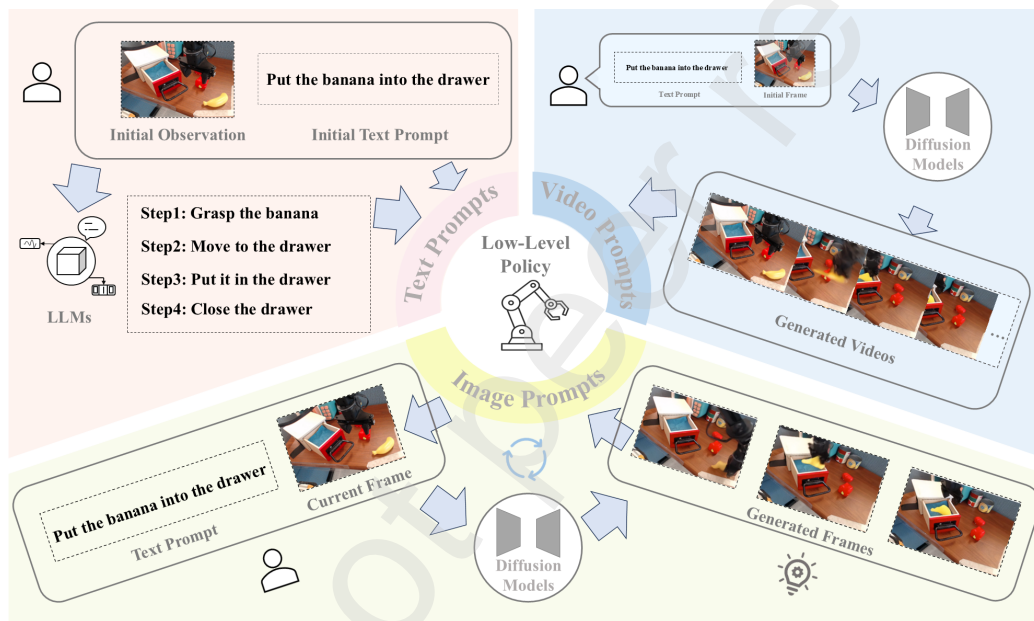 Put the banana into the drawer
Initial Observation
Initial Text Prompt
Step1: Grasp the banana
Step2: Move to the drawer
Step3: Put it in the drawer
Step4: Close the drawer
LLMs
Text Prompts
Put the banana into the drawer
Text Prompt
Initial Frame
Diffusion
Models
Video Prompts
Generated Videos
...
Low-Level
Policy
Image Prompts
Put the banana into the drawer
Text Prompt
Current Frame
Diffusion
Models
Generated Frames
ot peer re